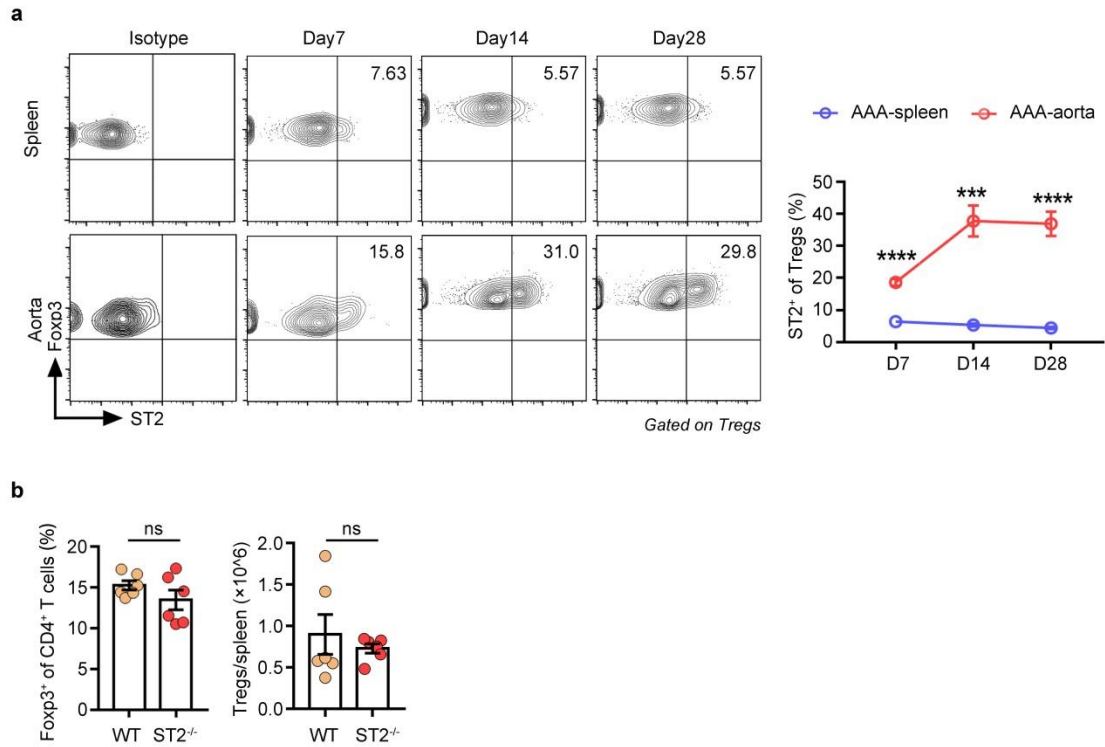 a
Isotype Day7 Day14 Day28
Spleen
7.63 5.57 5.57
Aorta
15.8 31.0 29.8
Foxp3
ST2
Gated on Tregs
AAA-spleen AAA-aorta
ST2⁺ of Tregs (%)
50
40
30
20
10
0
**** *** ****
D7 D14 D28
b
Foxp3⁺ of CD4⁺ T cells (%)
20
15
10
5
0
ns
WT ST2⁻/⁻
Tregs/spleen (×10^6)
2.0
1.5
1.0
0.5
0.0
ns
WT ST2⁻/⁻